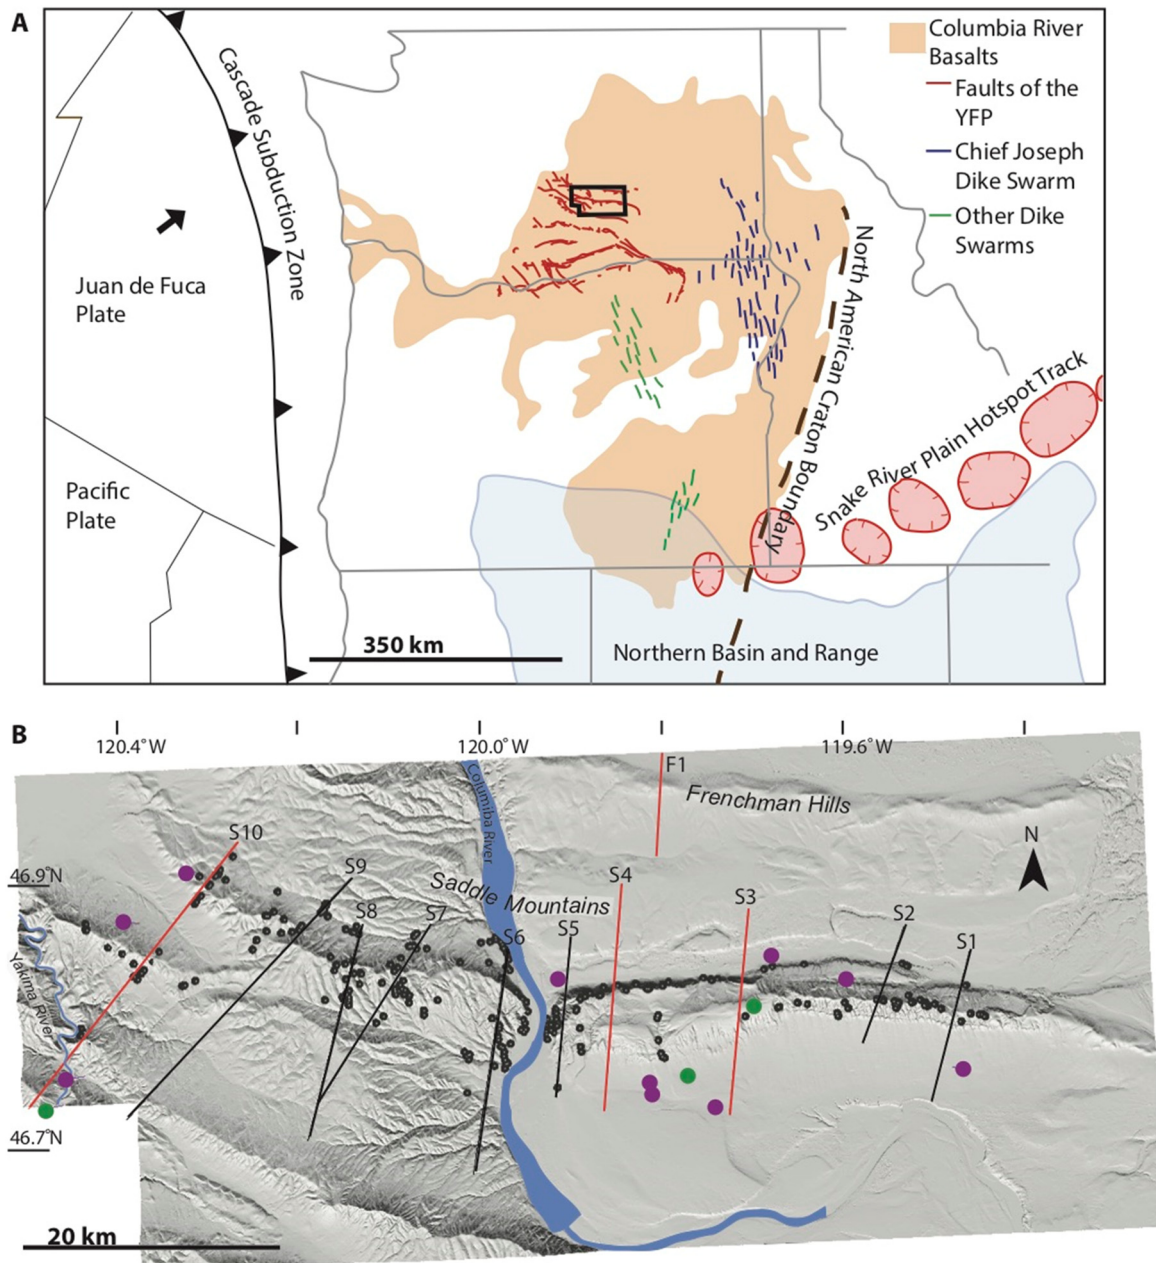 A
Columbia River
Basalts
Faults of the
YFP
Chief Joseph
Dike Swarm
Other Dike
Swarms
Cascade Subduction Zone
Juan de Fuca
Plate
North American Craton Boundary
Snake River Plain Hotspot Track
Pacific
Plate
350 km
Northern Basin and Range
B
120.4°W
120.0°W
119.6°W
F1
Frenchman Hills
Columbia River
S10
S9
S8
S7
S6
S5
S4
S3
S2
S1
N
46.9°N
Saddle Mountains
Yakima River
46.7°N
20 km